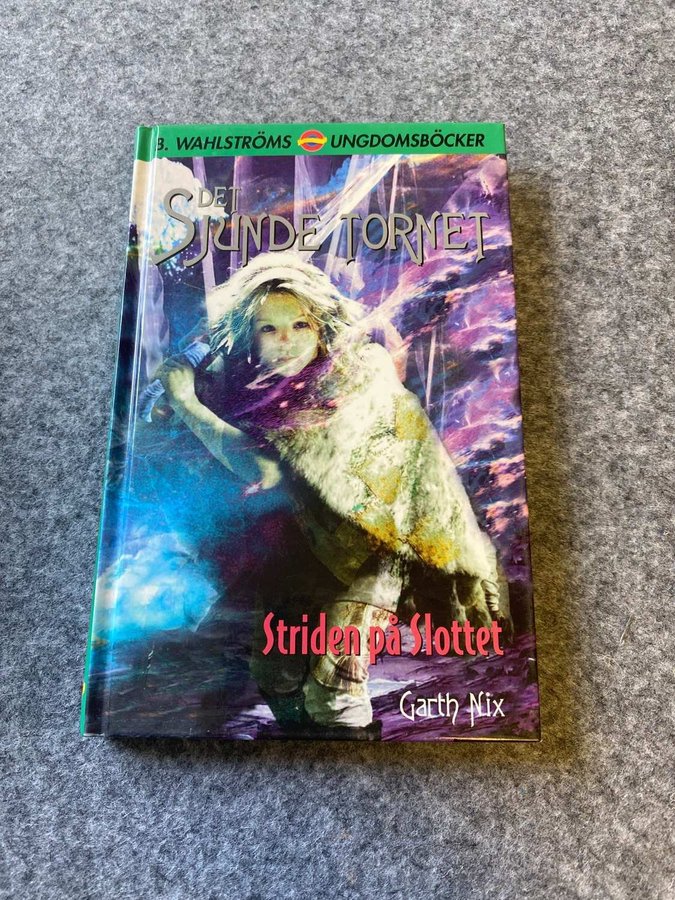 B. WAHLSTRÖMS UNGDOMSBÖCKER
DET
SJUNDE TORNET
Striden på Slottet
Garth Nix